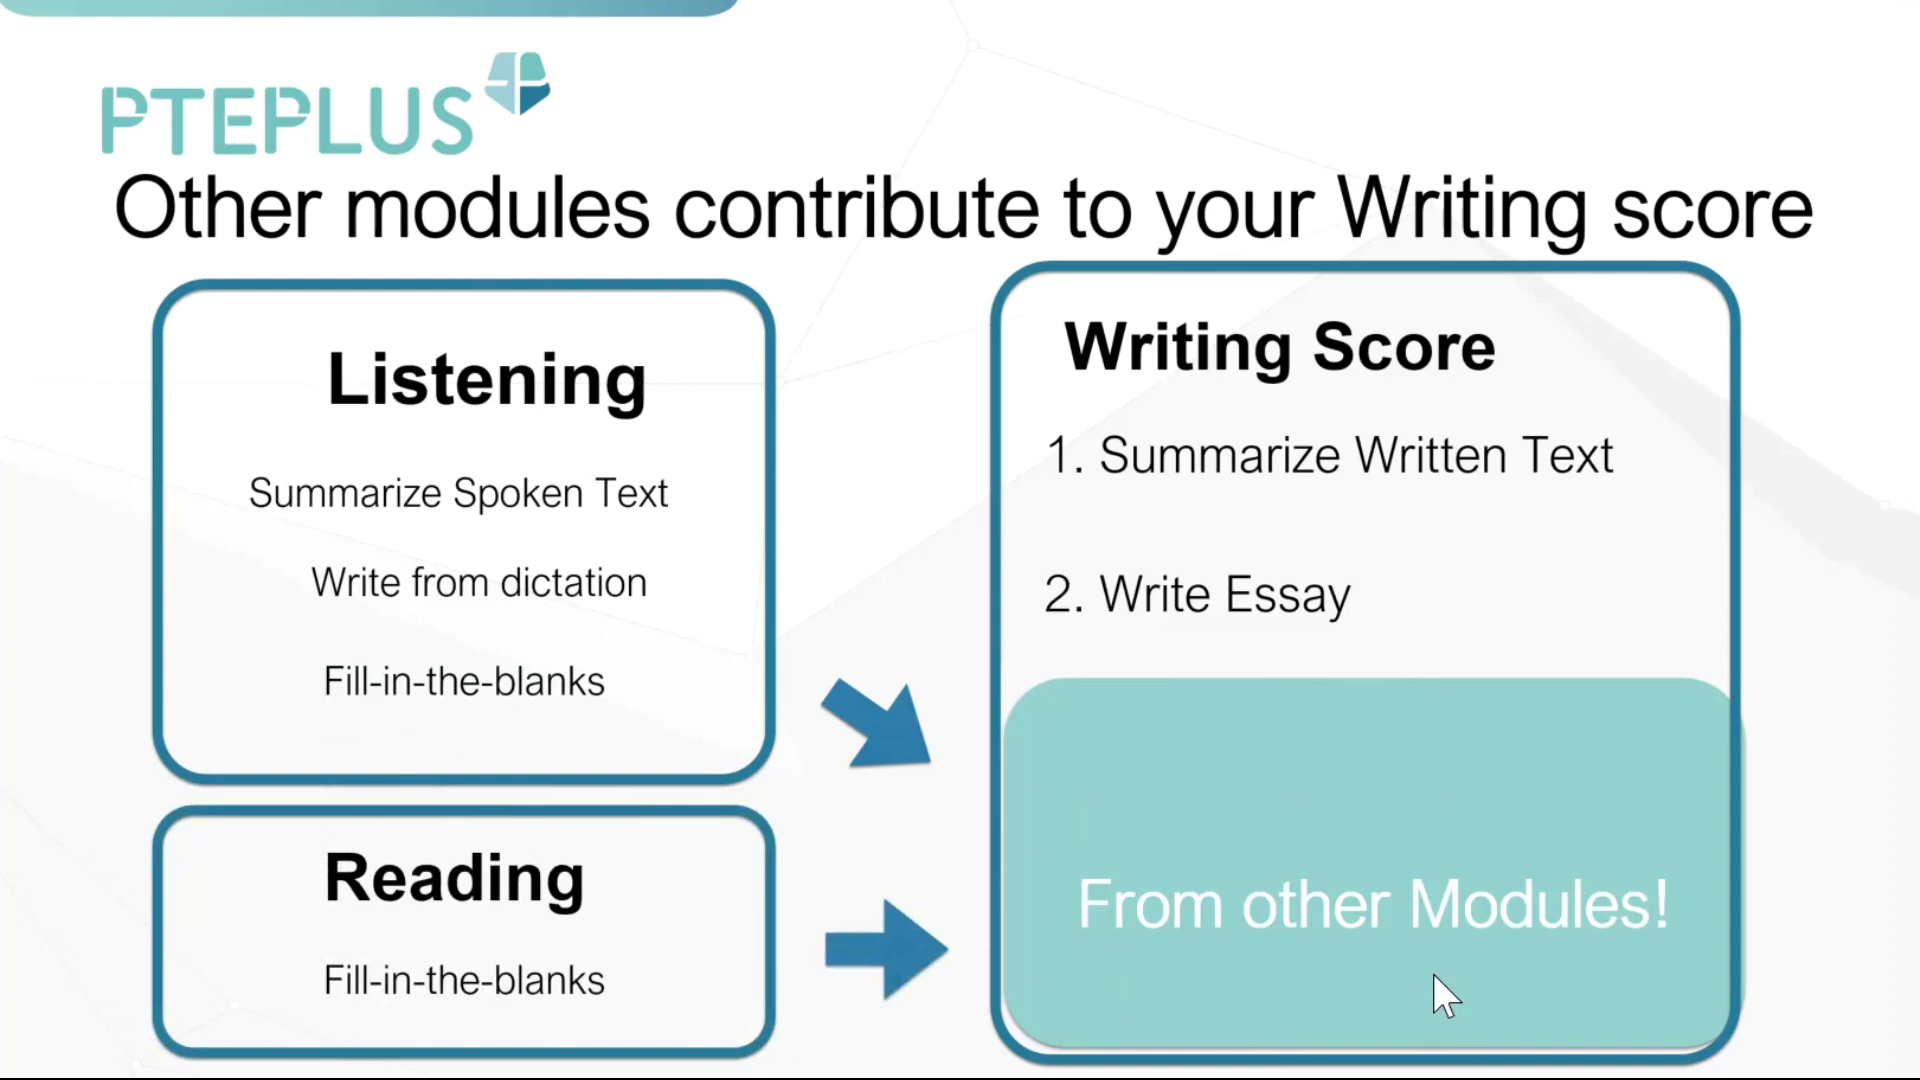 PTEPLUS
Other modules contribute to your Writing score
Listening
Summarize Spoken Text
Write from dictation
Fill-in-the-blanks
Reading
Fill-in-the-blanks
Writing Score
1. Summarize Written Text
2. Write Essay
From other Modules!